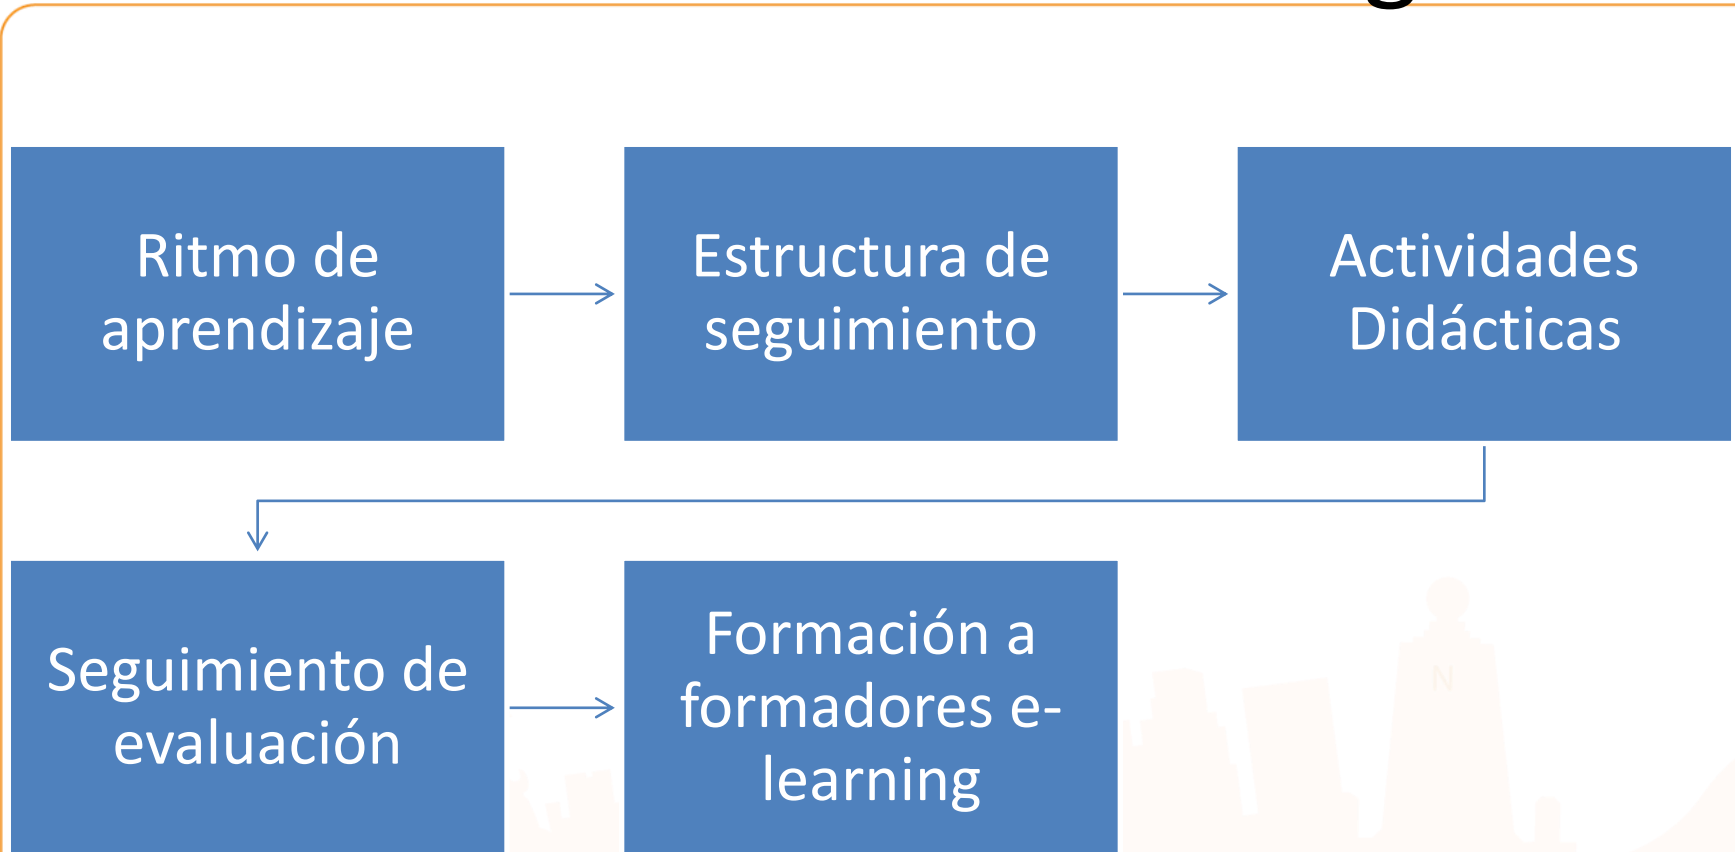 Ritmo de
aprendizaje
Estructura de
seguimiento
Actividades
Didácticas
Seguimiento de
evaluación
Formación a
formadores e-
learning
N